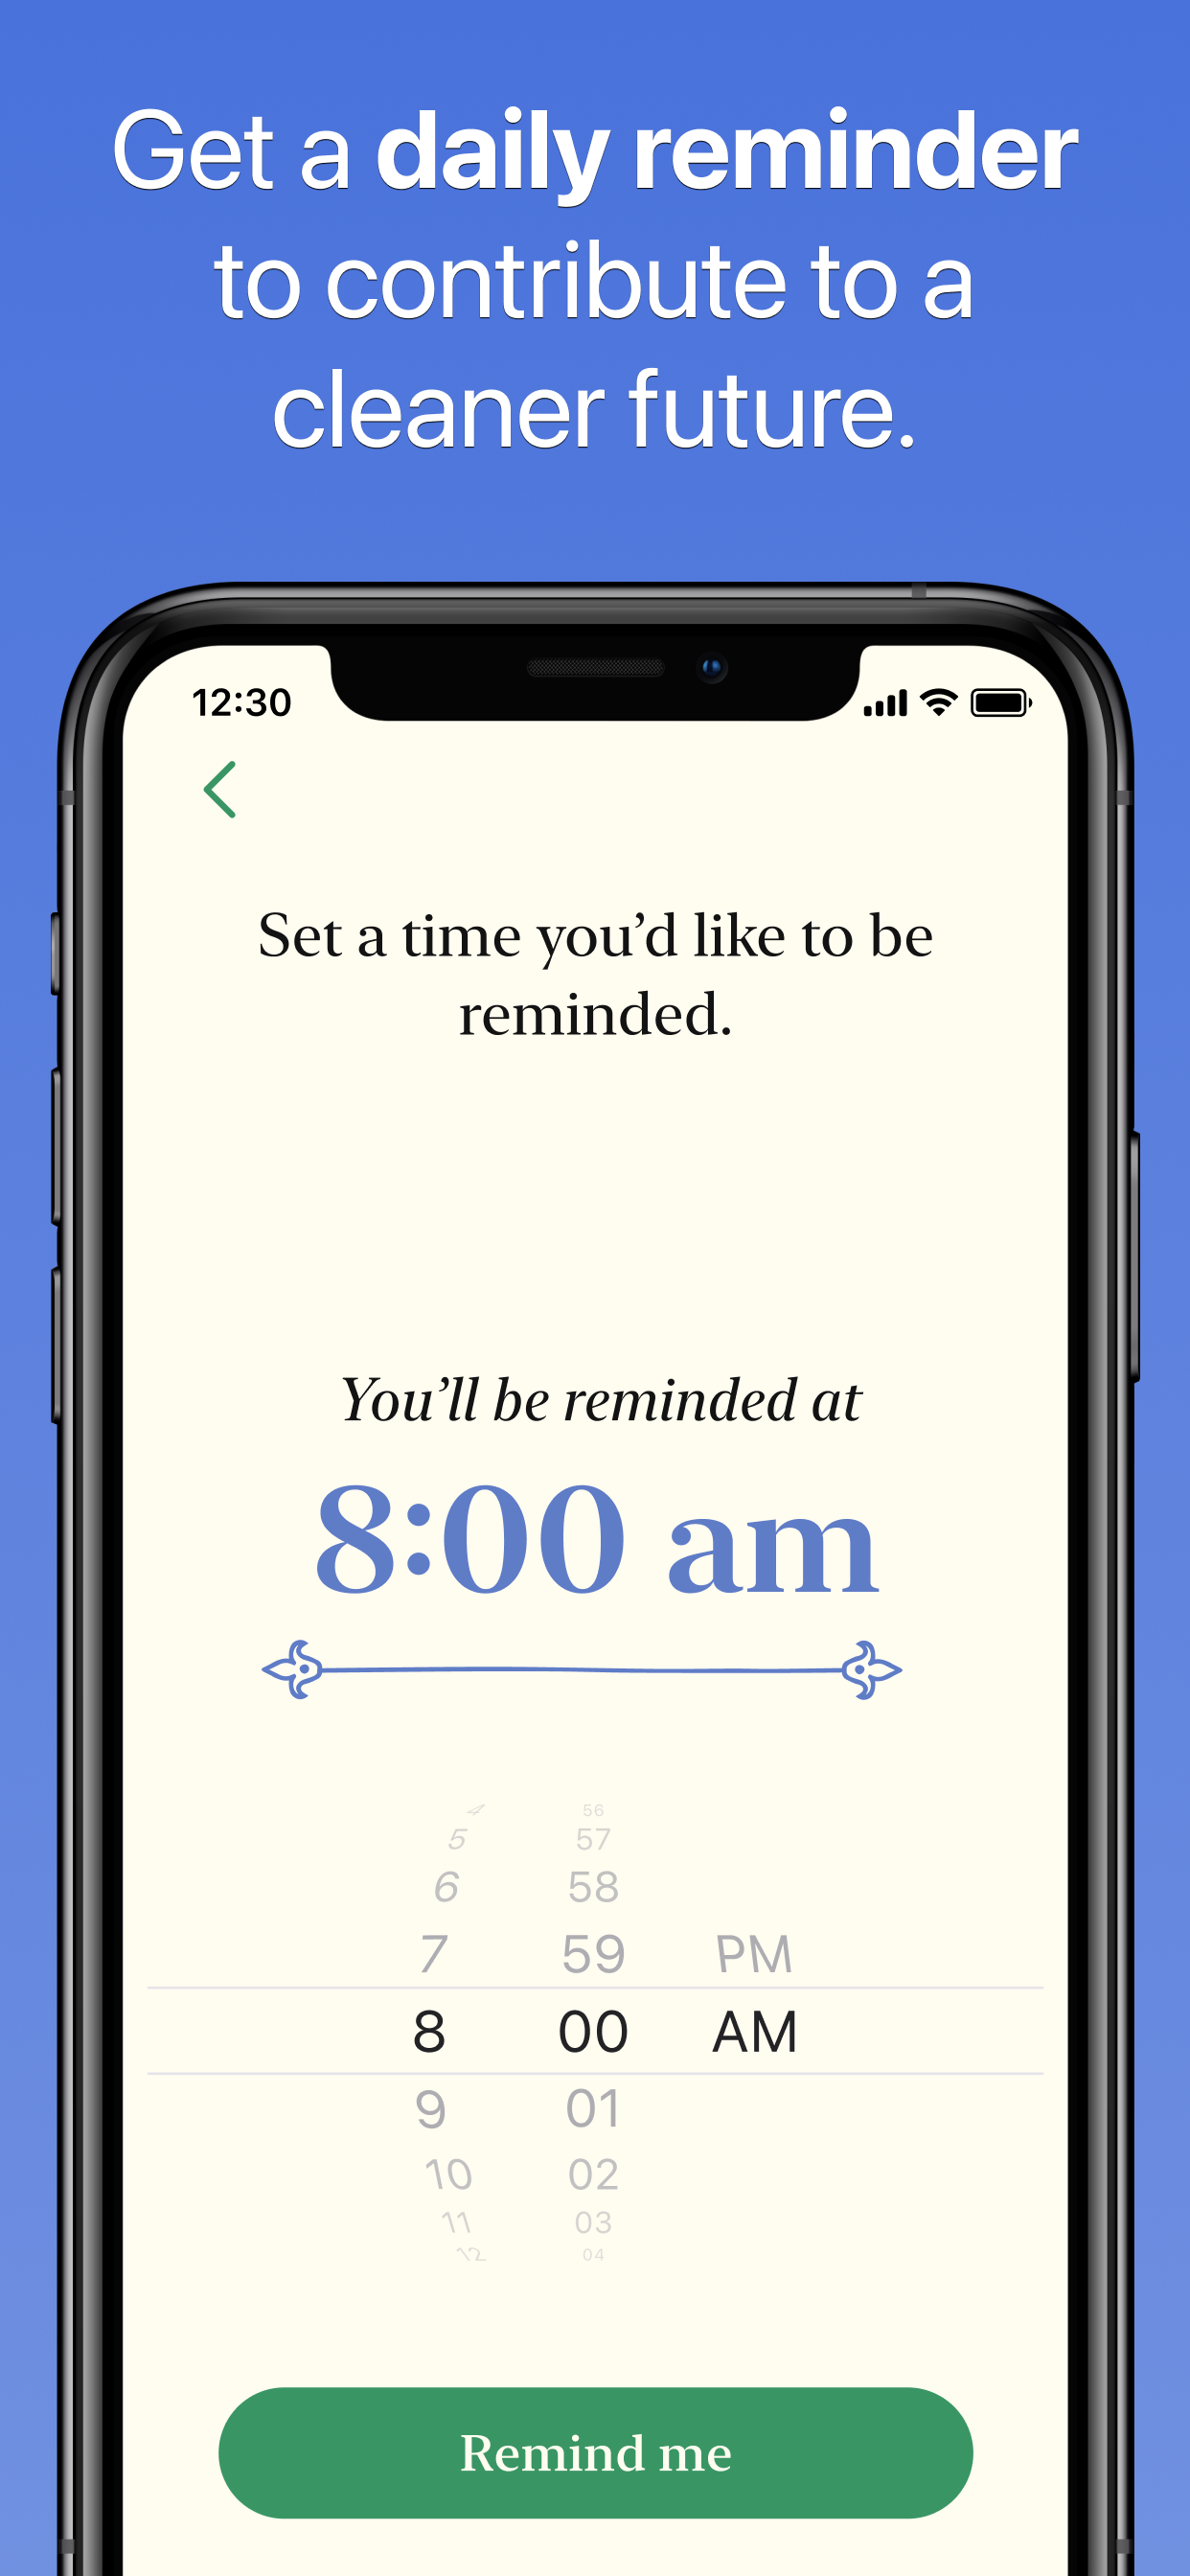 Get a daily reminder
to contribute to a
cleaner future.
12:30
Set a time you’d like to be
reminded.
You’ll be reminded at
8:00 am
4 56
5 57
6 58
7 59 PM
8 00 AM
9 01
10 02
11 03
12 04
Remind me